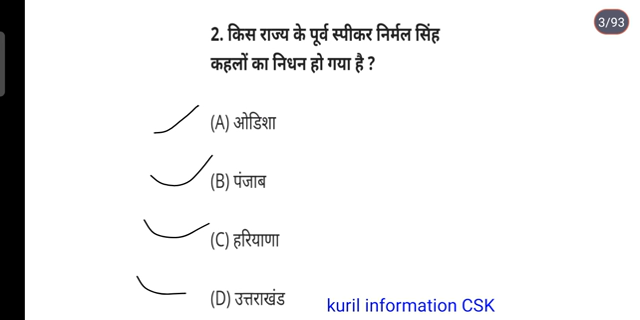 3/93
2. किस राज्य के पूर्व स्पीकर निर्मल सिंह
कहलों का निधन हो गया है ?
(A) ओडिशा
(B) पंजाब
(C) हरियाणा
(D) उत्तराखंड
kuril information CSK